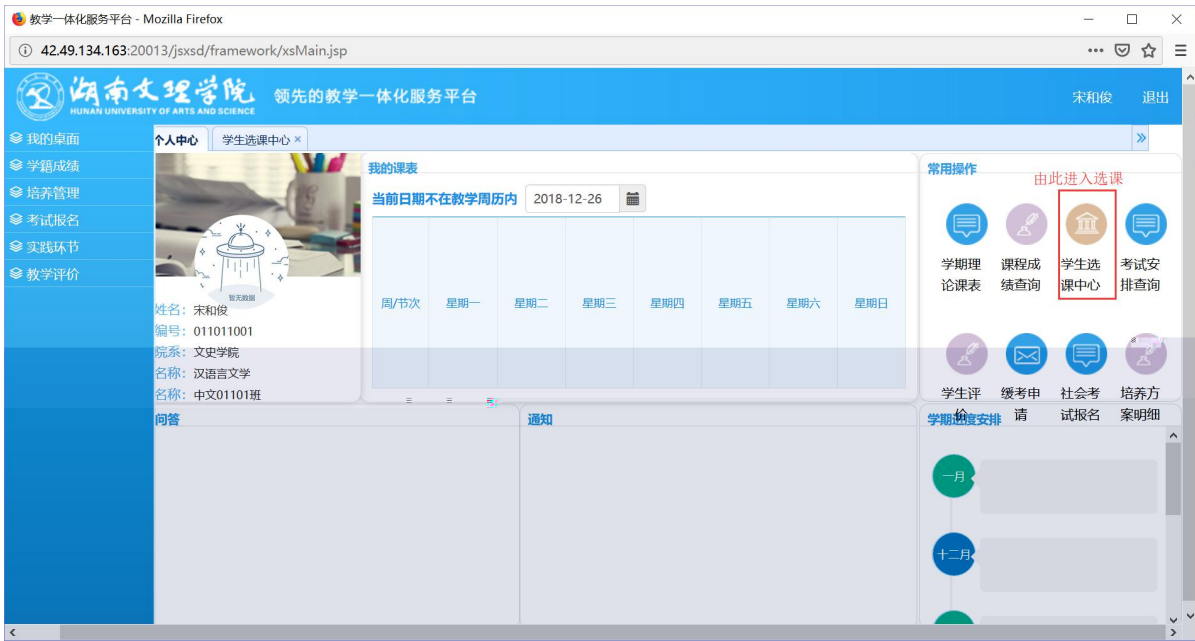 教学一体化服务平台 - Mozilla Firefox
42.49.134.163:20013/jsxsd/framework/xsMain.jsp
湖南文理学院
HUNAN UNIVERSITY OF ARTS AND SCIENCE
领先的教学一体化服务平台
宋和俊 退出
我的桌面
学籍成绩
培养管理
考试报名
实践环节
教学评价
个人中心 学生选课中心 ×
暂无数据
姓名：宋和俊
编号：011011001
院系：文史学院
名称：汉语言文学
名称：中文01101班
我的课表
当前日期不在教学周历内 2018-12-26
周/节次 星期一 星期二 星期三 星期四 星期五 星期六 星期日
常用操作
由此进入选课
学期理论课表
课程成绩查询
学生选课中心
考试安排查询
学生评价
缓考申请
社会考试报名
培养方案明细
问答
通知
学期进度安排
一月
十二月